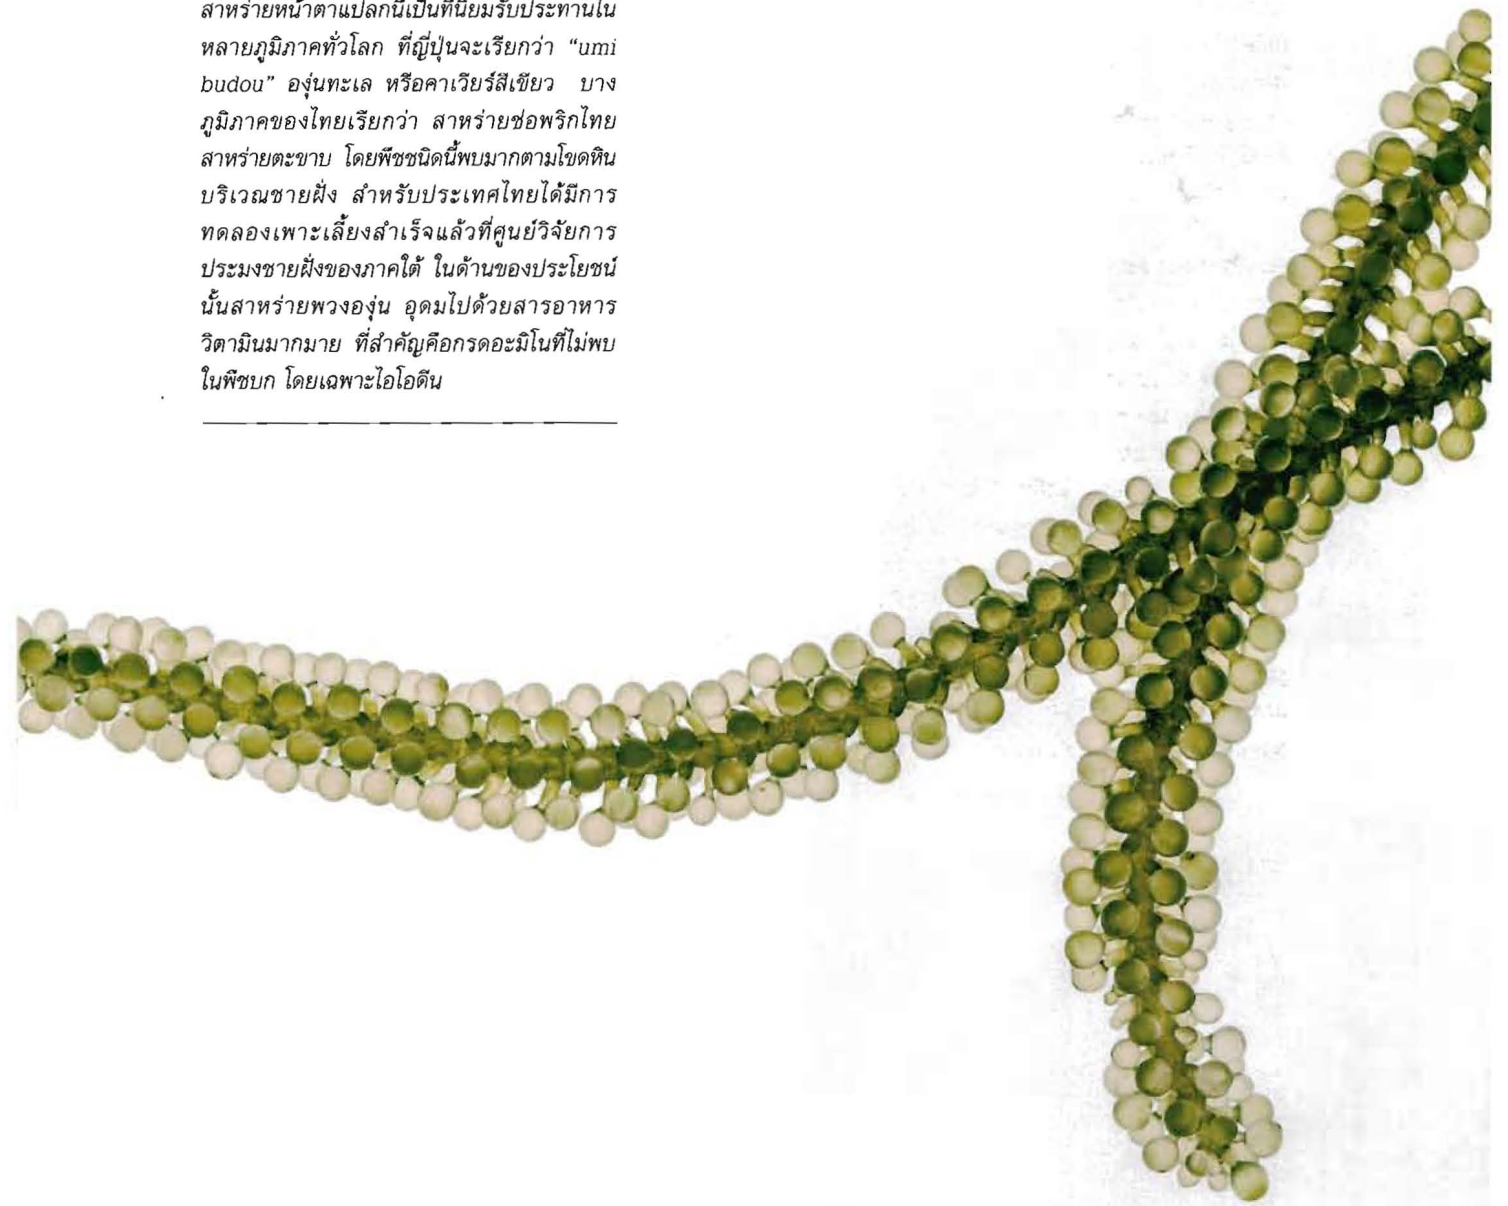 สาหร่ายหน้าตาแปลกนี้เป็นที่นิยมรับประทานใน
หลายภูมิภาคทั่วโลก ที่ญี่ปุ่นจะเรียกว่า “umi
budou” องุ่นทะเล หรือคาเวียร์สีเขียว บาง
ภูมิภาคของไทยเรียกว่า สาหร่ายช่อพริกไทย
สาหร่ายตะขาบ โดยพืชชนิดนี้พบมากตามโขดหิน
บริเวณชายฝั่ง สำหรับประเทศไทยได้มีการ
ทดลองเพาะเลี้ยงสำเร็จแล้วที่ศูนย์วิจัยการ
ประมงชายฝั่งของภาคใต้ ในด้านของประโยชน์
นั้นสาหร่ายพวงองุ่น อุดมไปด้วยสารอาหาร
วิตามินมากมาย ที่สำคัญคือกรดอะมิโนที่ไม่พบ
ในพืชบก โดยเฉพาะไอโอดีน